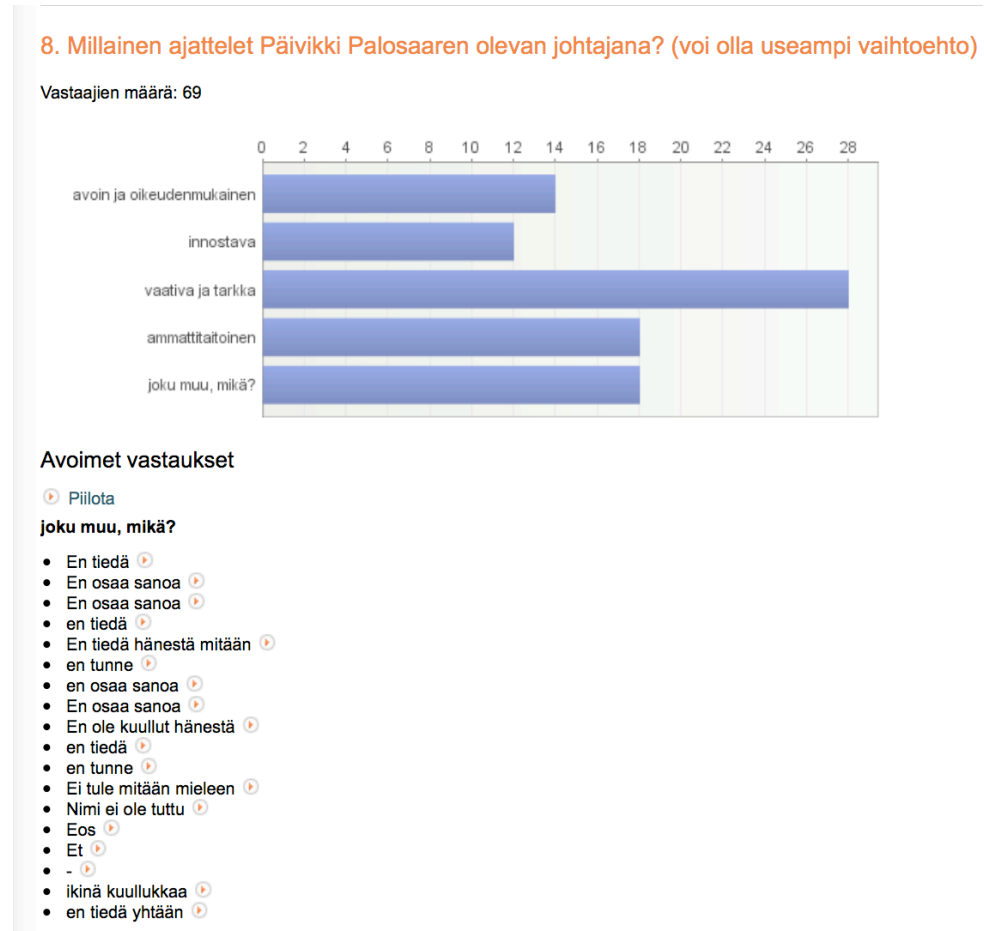 8. Millainen ajattelet Päivikki Palosaaren olevan johtajana? (voi olla useampi vaihtoehto)
Vastaajien määrä: 69
0 2 4 6 8 10 12 14 16 18 20 22 24 26 28
avoin ja oikeudenmukainen
innostava
vaativa ja tarkka
ammattitaitoinen
joku muu, mikä?
Avoimet vastaukset
Piilota
joku muu, mikä?
En tiedä
En osaa sanoa
En osaa sanoa
en tiedä
En tiedä hänestä mitään
en tunne
en osaa sanoa
En osaa sanoa
En ole kuullut hänestä
en tiedä
en tunne
Ei tule mitään mieleen
Nimi ei ole tuttu
Eos
Et
-
ikinä kuullukkaa
en tiedä yhtään